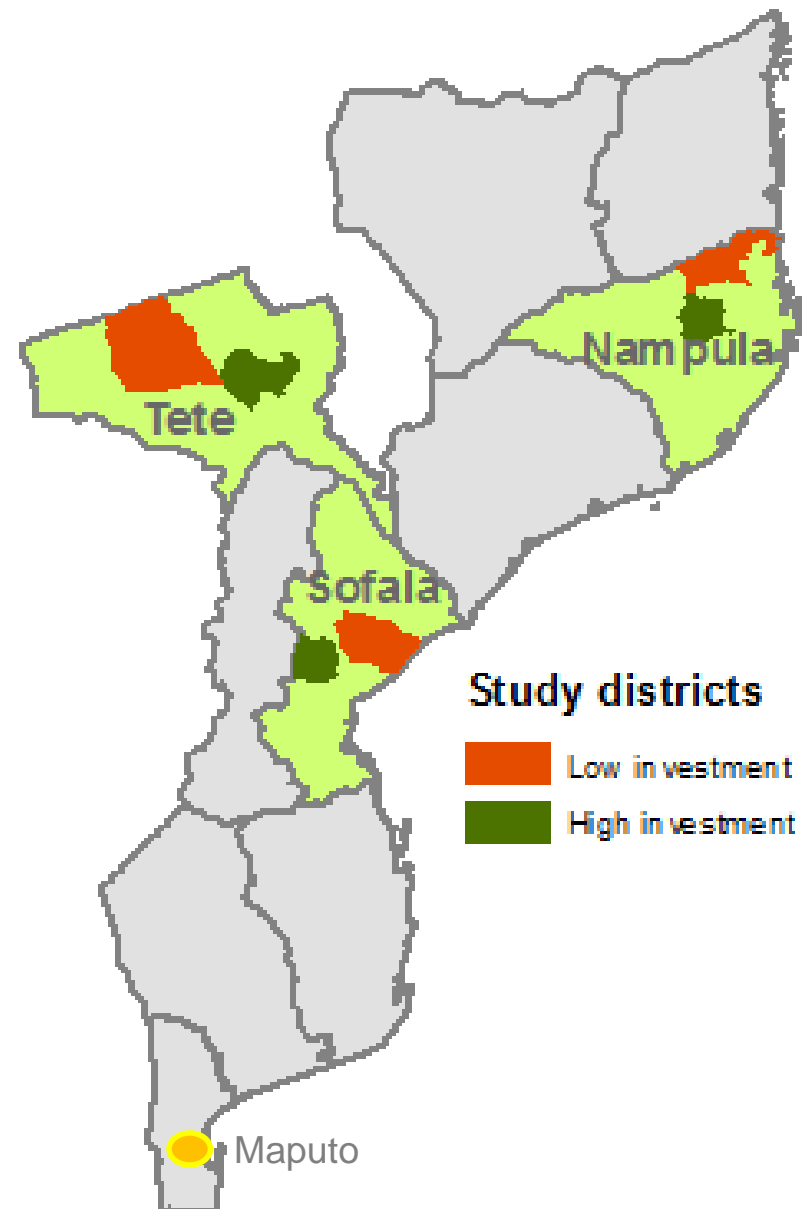 Nampula
Tete
Sofala
Study districts
Low investment
High investment
Maputo